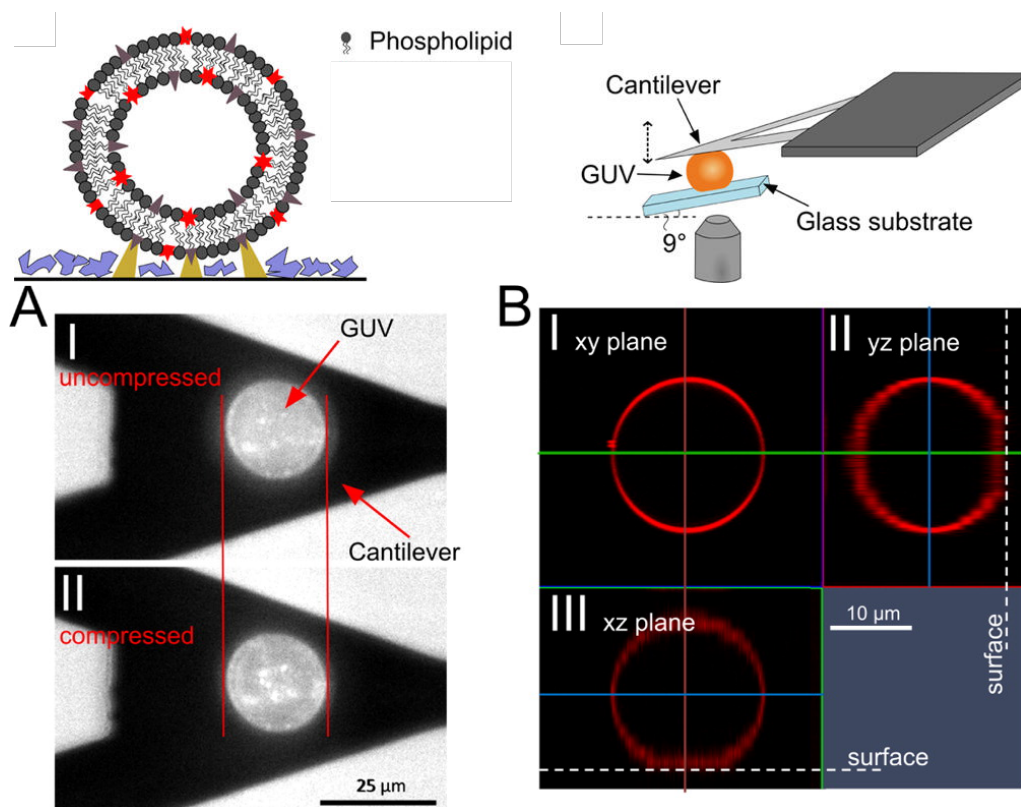 Phospholipid
Cantilever
GUV
Glass substrate
9°
A
I
uncompressed
GUV
Cantilever
II
compressed
25 µm
B
I xy plane
II yz plane
III xz plane
10 µm
surface
surface